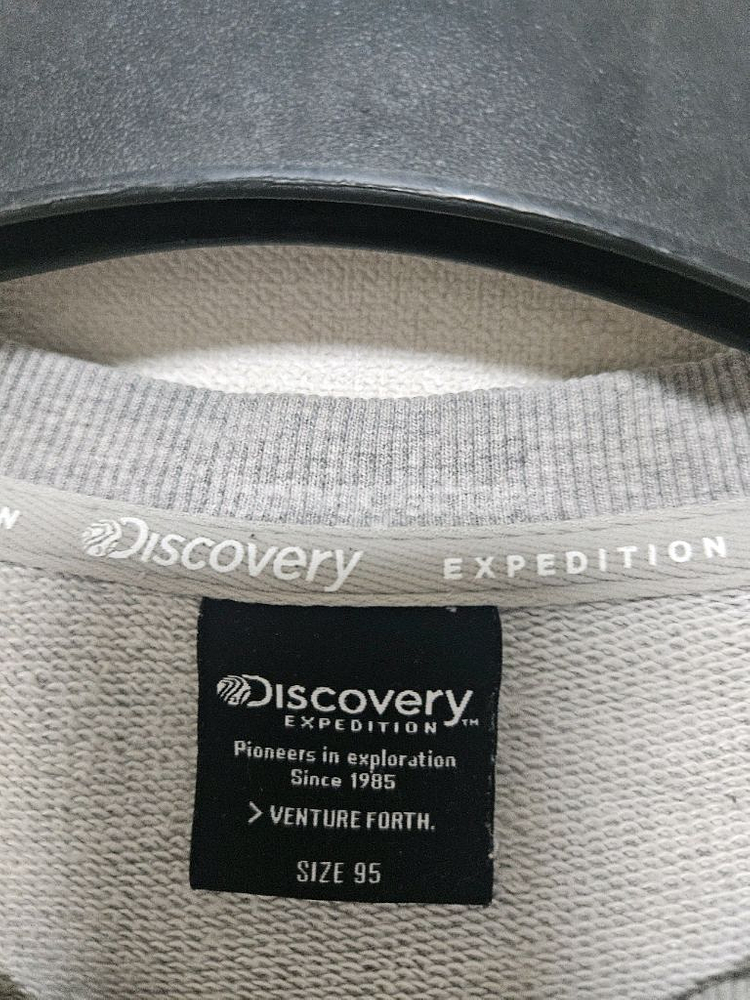 N DISCOVERY EXPEDITION
DISCOVERY
EXPEDITION™
Pioneers in exploration
Since 1985
> VENTURE FORTH.
SIZE 95